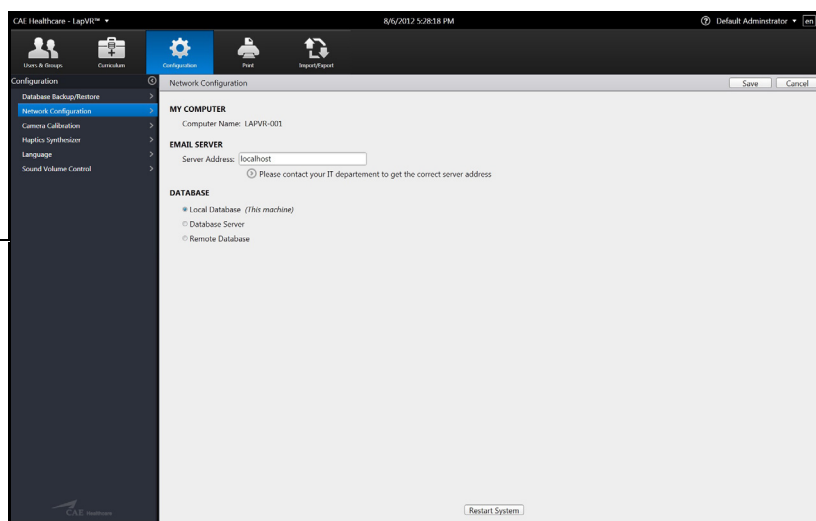 CAE Healthcare - LapVR™ 8/6/2012 5:28:18 PM Default Adminstrator en
Users & Groups Curriculum Configuration Print Import/Export
Configuration Network Configuration Save Cancel
Database Backup/Restore
Network Configuration
Camera Calibration
Haptics Synthesizer
Language
Sound Volume Control
MY COMPUTER
Computer Name: LAPVR-001
EMAIL SERVER
Server Address: localhost
Please contact your IT departement to get the correct server address
DATABASE
Local Database (This machine)
Database Server
Remote Database
Restart System
CAE Healthcare